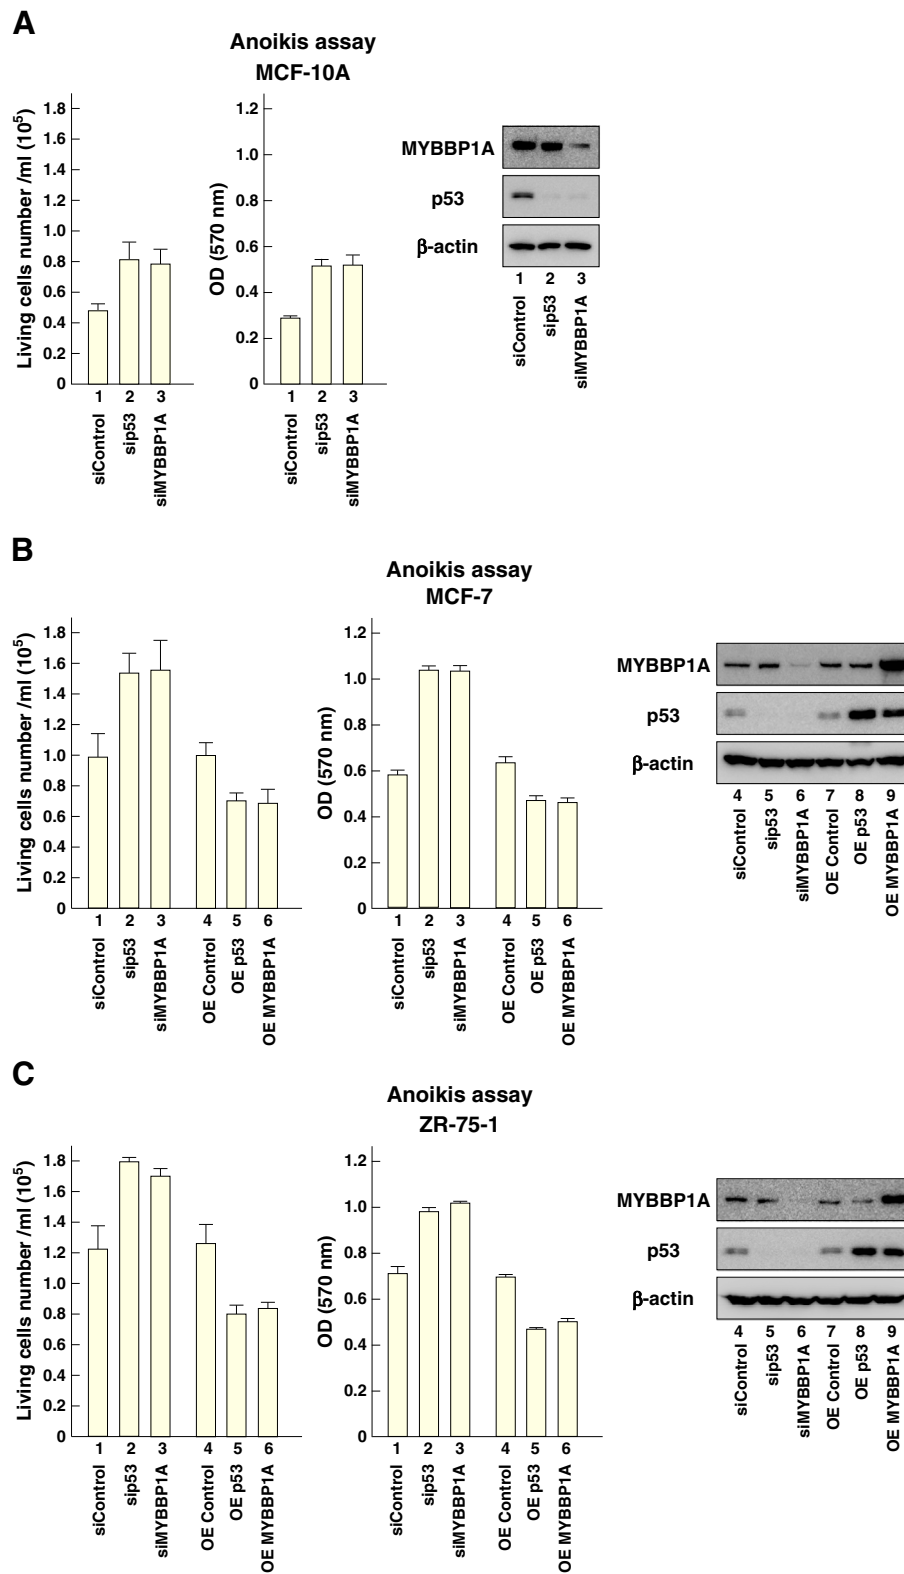 A
Anoikis assay
MCF-10A
Living cells number /ml (10⁵)
1.8
1.6
1.4
1.2
1.0
0.8
0.6
0.4
0.2
0
1 2 3
siControl
sip53
siMYBBP1A
OD (570 nm)
1.2
1.0
0.8
0.6
0.4
0.2
0
1 2 3
siControl
sip53
siMYBBP1A
MYBBP1A
p53
β-actin
1 2 3
siControl
sip53
siMYBBP1A
B
Anoikis assay
MCF-7
Living cells number /ml (10⁵)
1.8
1.6
1.4
1.2
1.0
0.8
0.6
0.4
0.2
0
1 2 3 4 5 6
siControl
sip53
siMYBBP1A
OE Control
OE p53
OE MYBBP1A
OD (570 nm)
1.2
1.0
0.8
0.6
0.4
0.2
0
1 2 3 4 5 6
siControl
sip53
siMYBBP1A
OE Control
OE p53
OE MYBBP1A
MYBBP1A
p53
β-actin
4 5 6 7 8 9
siControl
sip53
siMYBBP1A
OE Control
OE p53
OE MYBBP1A
C
Anoikis assay
ZR-75-1
Living cells number /ml (10⁵)
1.8
1.6
1.4
1.2
1.0
0.8
0.6
0.4
0.2
0
1 2 3 4 5 6
siControl
sip53
siMYBBP1A
OE Control
OE p53
OE MYBBP1A
OD (570 nm)
1.2
1.0
0.8
0.6
0.4
0.2
0
1 2 3 4 5 6
siControl
sip53
siMYBBP1A
OE Control
OE p53
OE MYBBP1A
MYBBP1A
p53
β-actin
4 5 6 7 8 9
siControl
sip53
siMYBBP1A
OE Control
OE p53
OE MYBBP1A